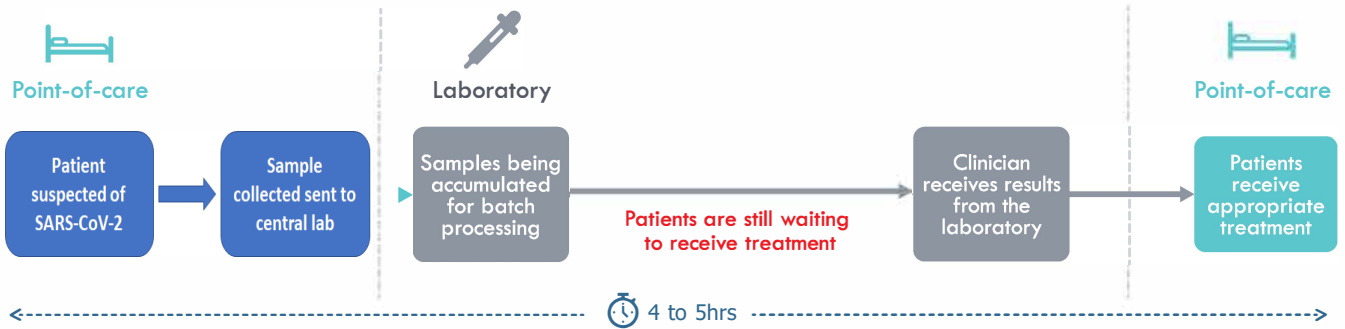 Point-of-care
Laboratory
Point-of-care
Patient
suspected of
SARS-CoV-2
Sample
collected sent to
central lab
Samples being
accumulated
for batch
processing
Patients are still waiting
to receive treatment
Clinician
receives results
from the
laboratory
Patients
receive
appropriate
treatment
4 to 5hrs